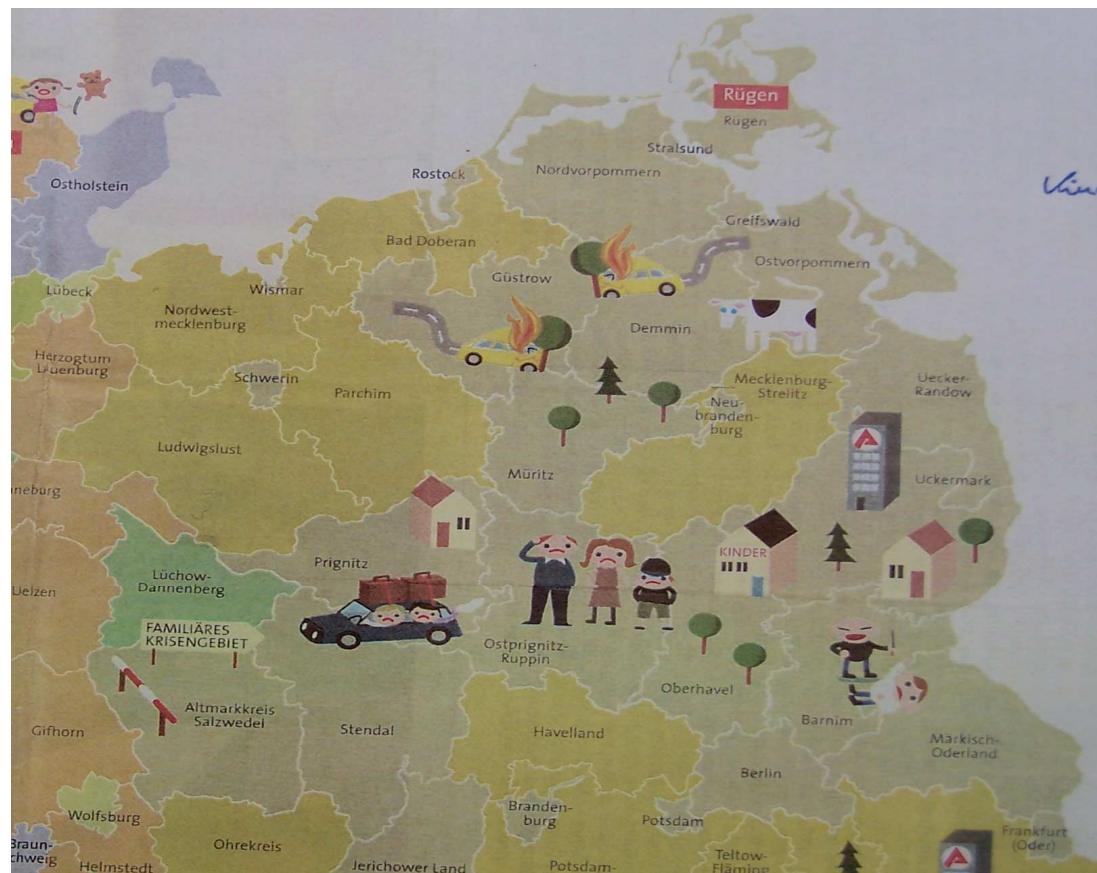 Rügen
Rügen
Stralsund
Rostock
Nordvorpommern
Ostholstein
Greifswald
Bad Doberan
Ostvorpommern
Güstrow
Lübeck
Wismar
Nordwest-
mecklenburg
Demmin
Herzogtum
Lauenburg
Schwerin
Parchim
Mecklenburg-
Strelitz
Uecker-
Randow
Neu-
branden-
burg
Ludwigslust
Müritz
Uckermark
neburg
Prignitz
KINDER
Lüchow-
Dannenberg
Uelzen
FAMILIÄRES
KRISENGEBIET
Ostprignitz-
Ruppin
Oberhavel
Altmarkkreis
Salzwedel
Barnim
Gifhorn
Stendal
Havelland
Märkisch-
Oderland
Berlin
Wolfsburg
Branden-
burg
Potsdam
Frankfurt
(Oder)
Braun-
chweig
Ohrekreis
Helmstedt
Jerichower Land
Potsdam-
Teltow-
Fläming